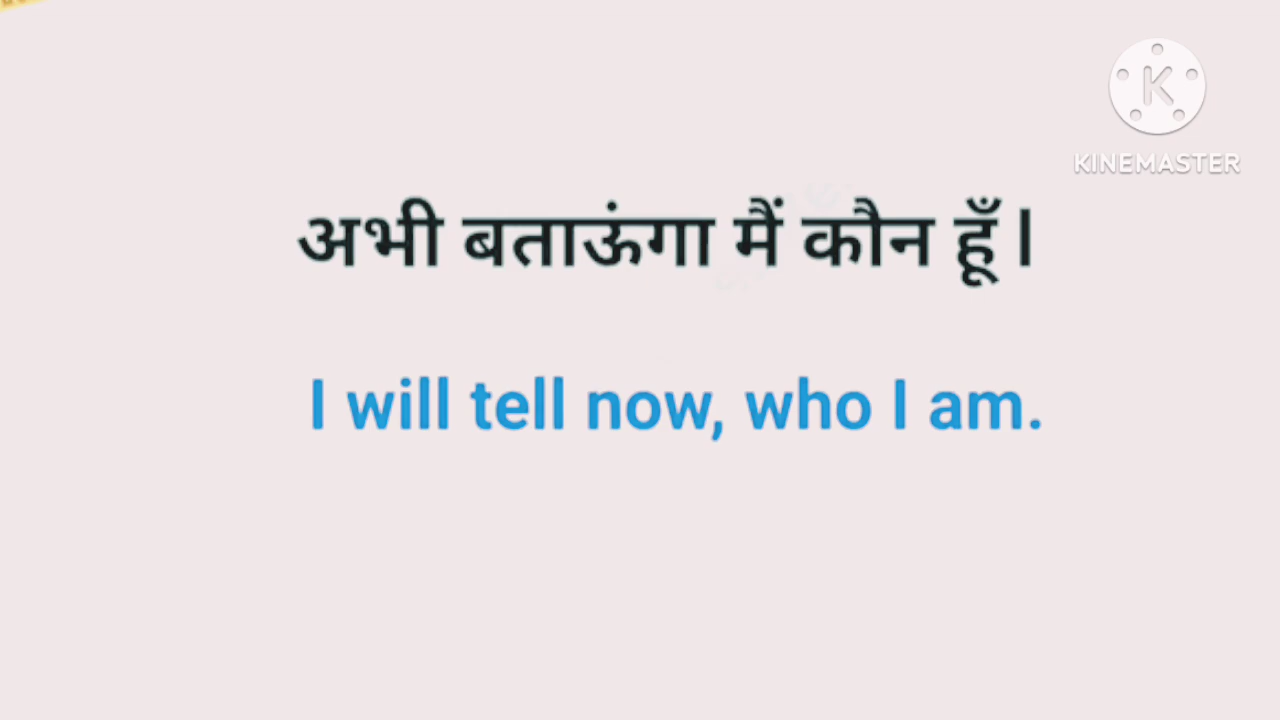 K
KINEMASTER
अभी बताऊंगा मैं कौन हूँ।
I will tell now, who I am.